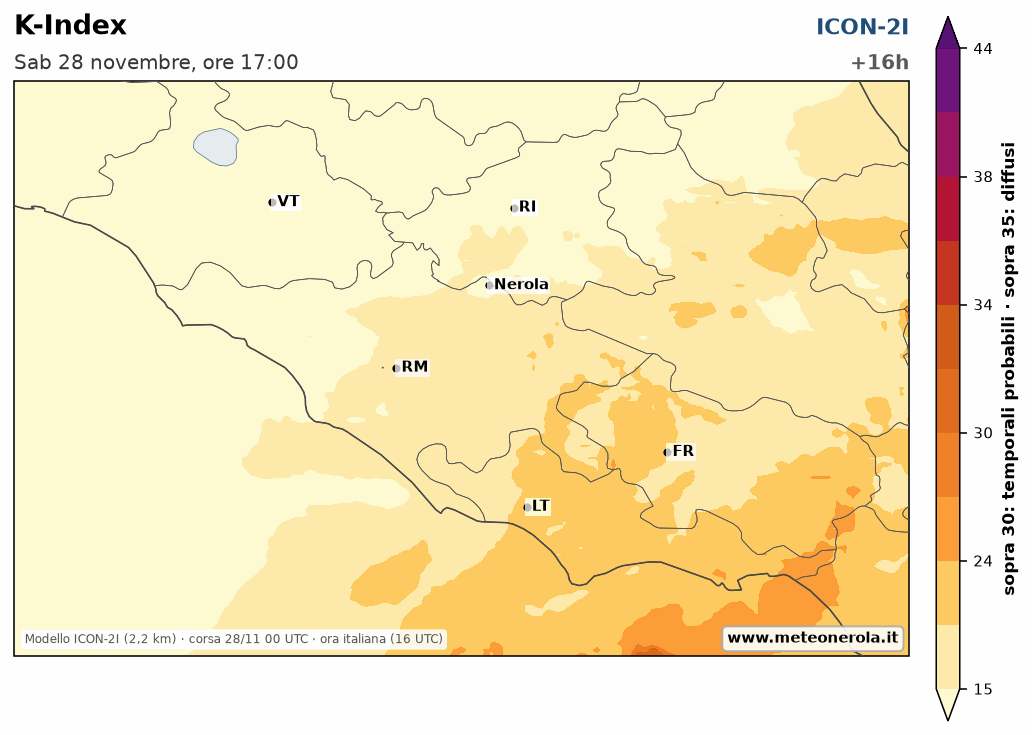 K-Index
ICON-2I
Sab 28 novembre, ore 17:00
+16h
VT
RI
Nerola
RM
FR
LT
Modello ICON-2I (2,2 km) · corsa 28/11 00 UTC · ora italiana (16 UTC)
www.meteonerola.it
44
38
34
30
24
15
sopra 30: temporali probabili · sopra 35: diffusi